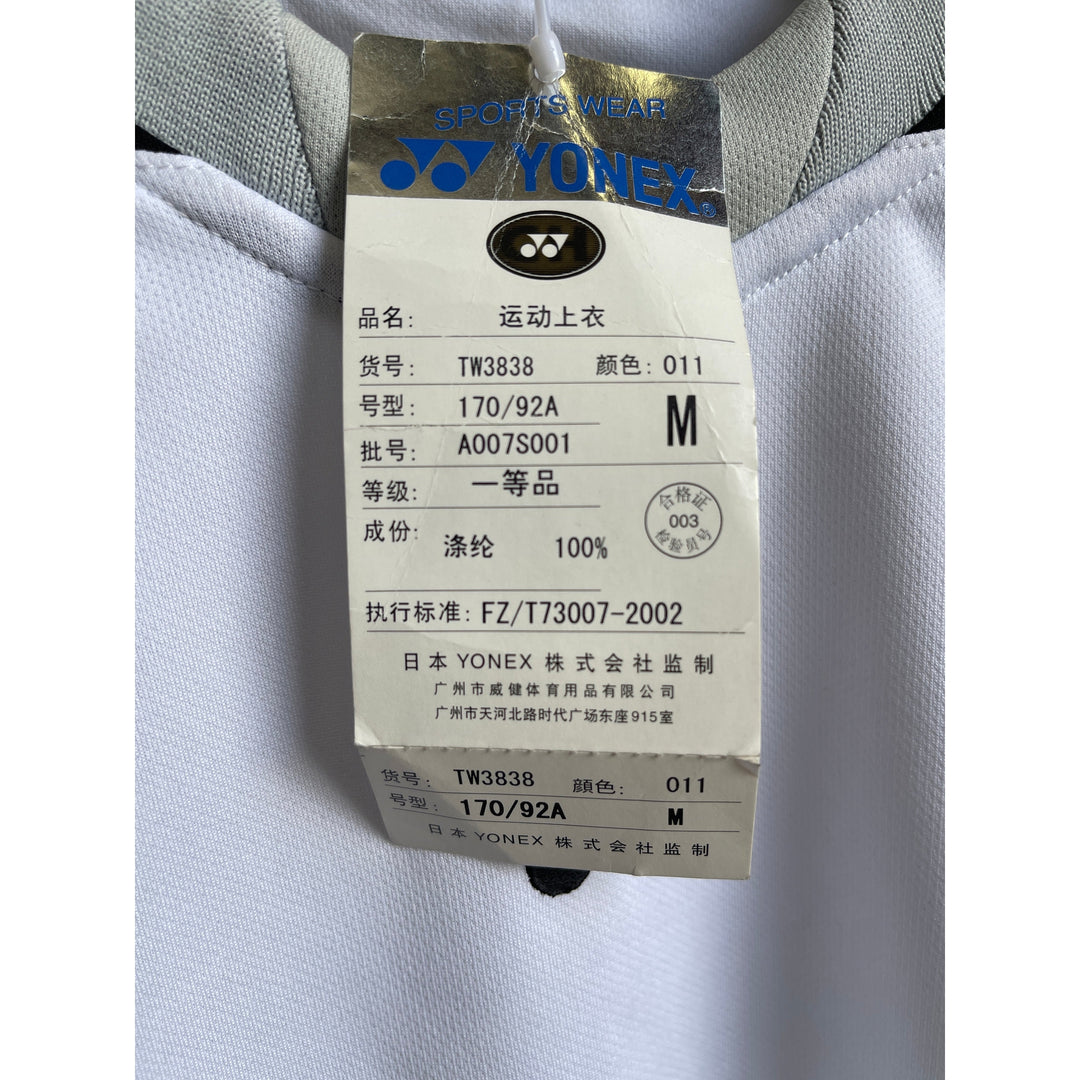 SPORTS WEAR
YONEX®
品名: 运动上衣
货号: TW3838 颜色: 011
号型: 170/92A M
批号: A007S001
等级: 一等品
合格证
003
检验员号
成份: 涤纶 100%
执行标准: FZ/T73007-2002
日本 YONEX 株式会社监制
广州市威健体育用品有限公司
广州市天河北路时代广场东座915室
货号: TW3838 顔色: 011
号型: 170/92A M
日本 YONEX 株式会社监制